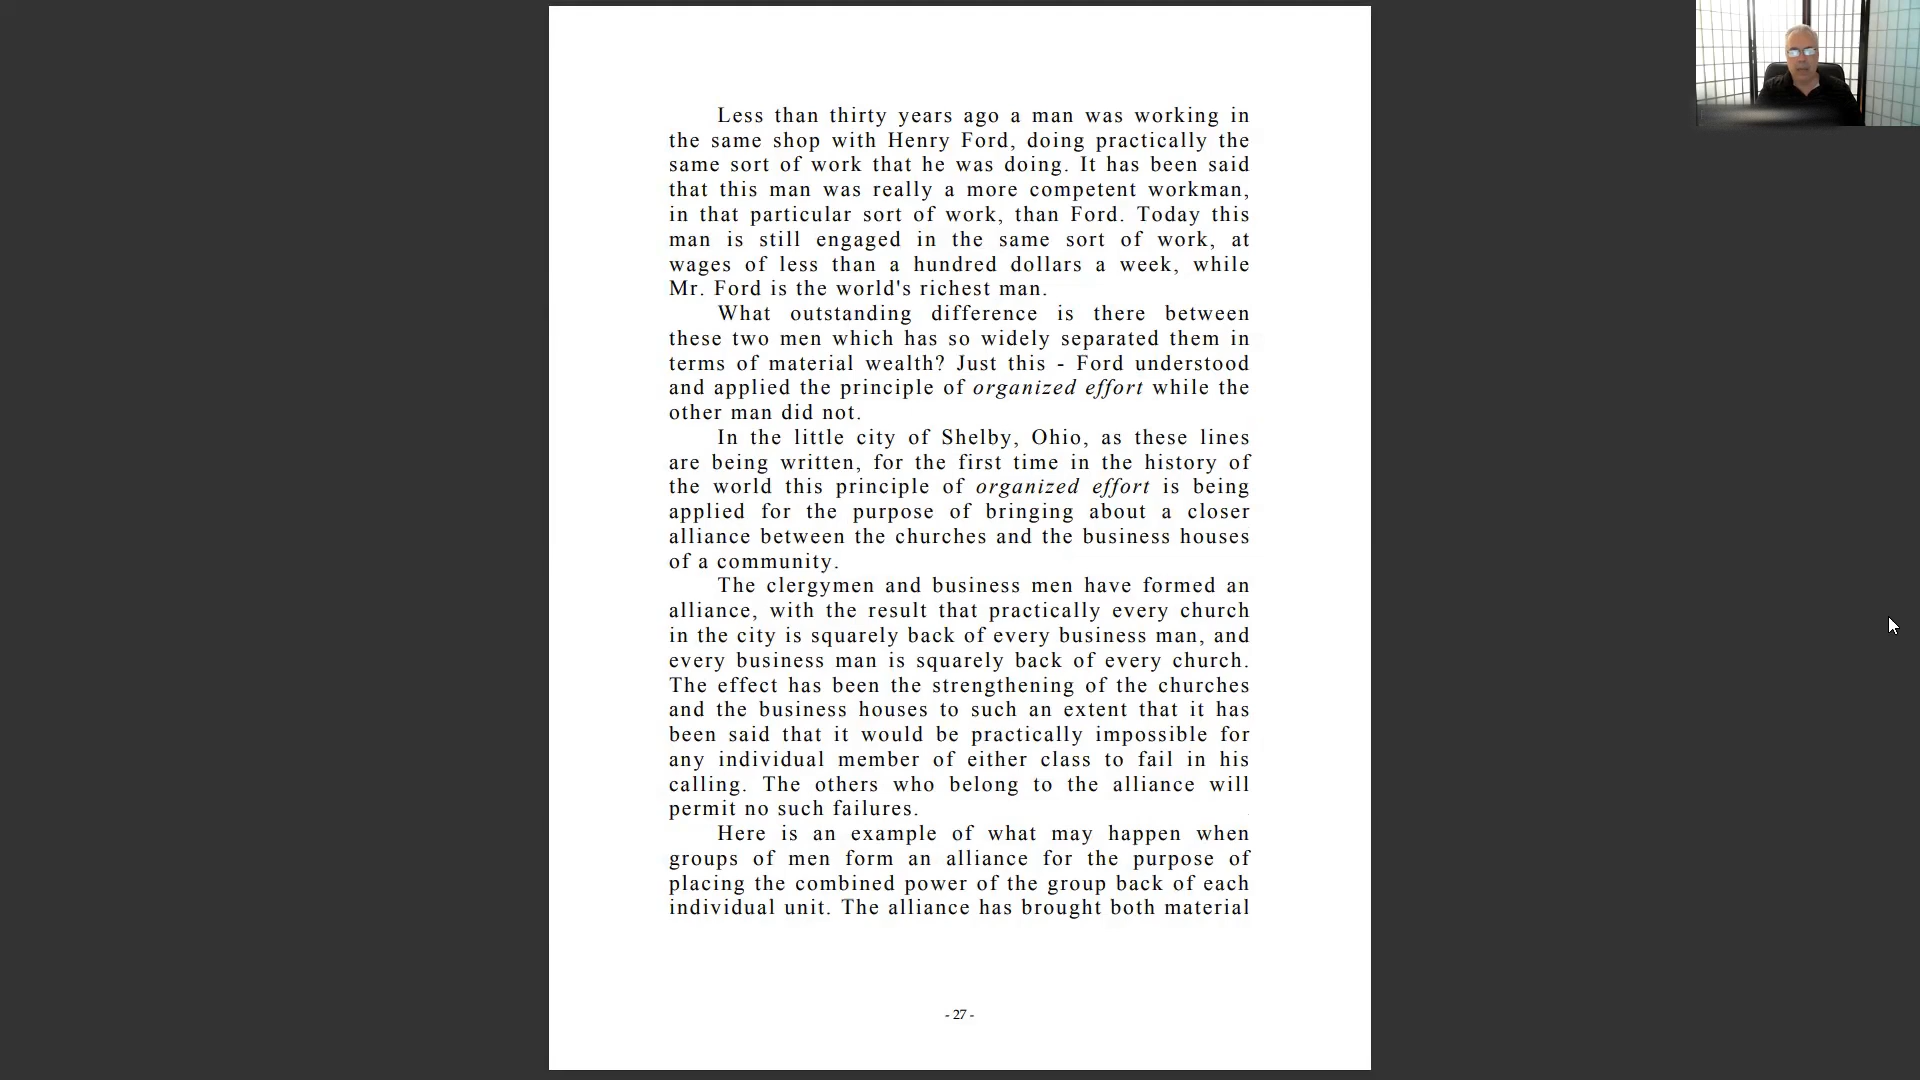 Less than thirty years ago a man was working in
the same shop with Henry Ford, doing practically the
same sort of work that he was doing. It has been said
that this man was really a more competent workman,
in that particular sort of work, than Ford. Today this
man is still engaged in the same sort of work, at
wages of less than a hundred dollars a week, while
Mr. Ford is the world's richest man.
What outstanding difference is there between
these two men which has so widely separated them in
terms of material wealth? Just this - Ford understood
and applied the principle of organized effort while the
other man did not.
In the little city of Shelby, Ohio, as these lines
are being written, for the first time in the history of
the world this principle of organized effort is being
applied for the purpose of bringing about a closer
alliance between the churches and the business houses
of a community.
The clergymen and business men have formed an
alliance, with the result that practically every church
in the city is squarely back of every business man, and
every business man is squarely back of every church.
The effect has been the strengthening of the churches
and the business houses to such an extent that it has
been said that it would be practically impossible for
any individual member of either class to fail in his
calling. The others who belong to the alliance will
permit no such failures.
Here is an example of what may happen when
groups of men form an alliance for the purpose of
placing the combined power of the group back of each
individual unit. The alliance has brought both material
- 27 -